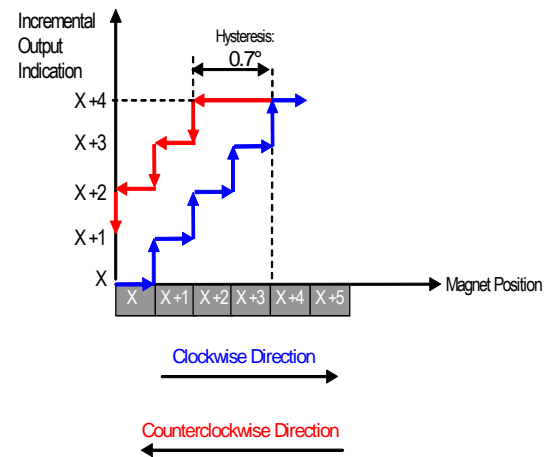 Incremental
Output
Indication
Hysteresis:
0.7°
X +4
X +3
X +2
X +1
X
X X +1 X +2 X +3 X +4 X +5
Magnet Position
Clockwise Direction
Counterclockwise Direction